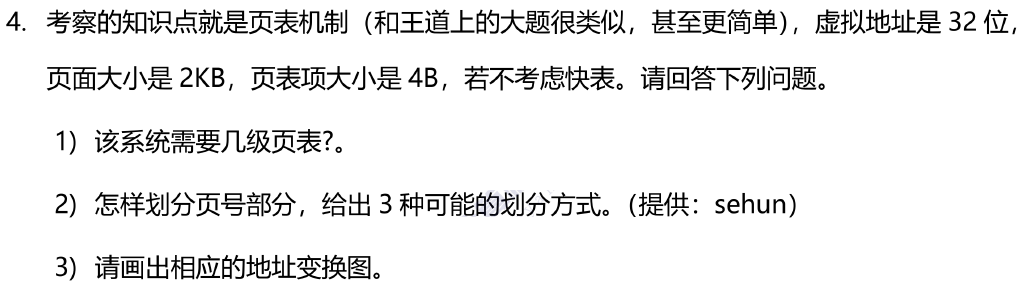 4. 考察的知识点就是页表机制（和王道上的大题很类似，甚至更简单），虚拟地址是 32 位，
页面大小是 2KB，页表项大小是 4B，若不考虑快表。请回答下列问题。
1) 该系统需要几级页表?。
2) 怎样划分页号部分，给出 3 种可能的划分方式。（提供：sehun）
3) 请画出相应的地址变换图。